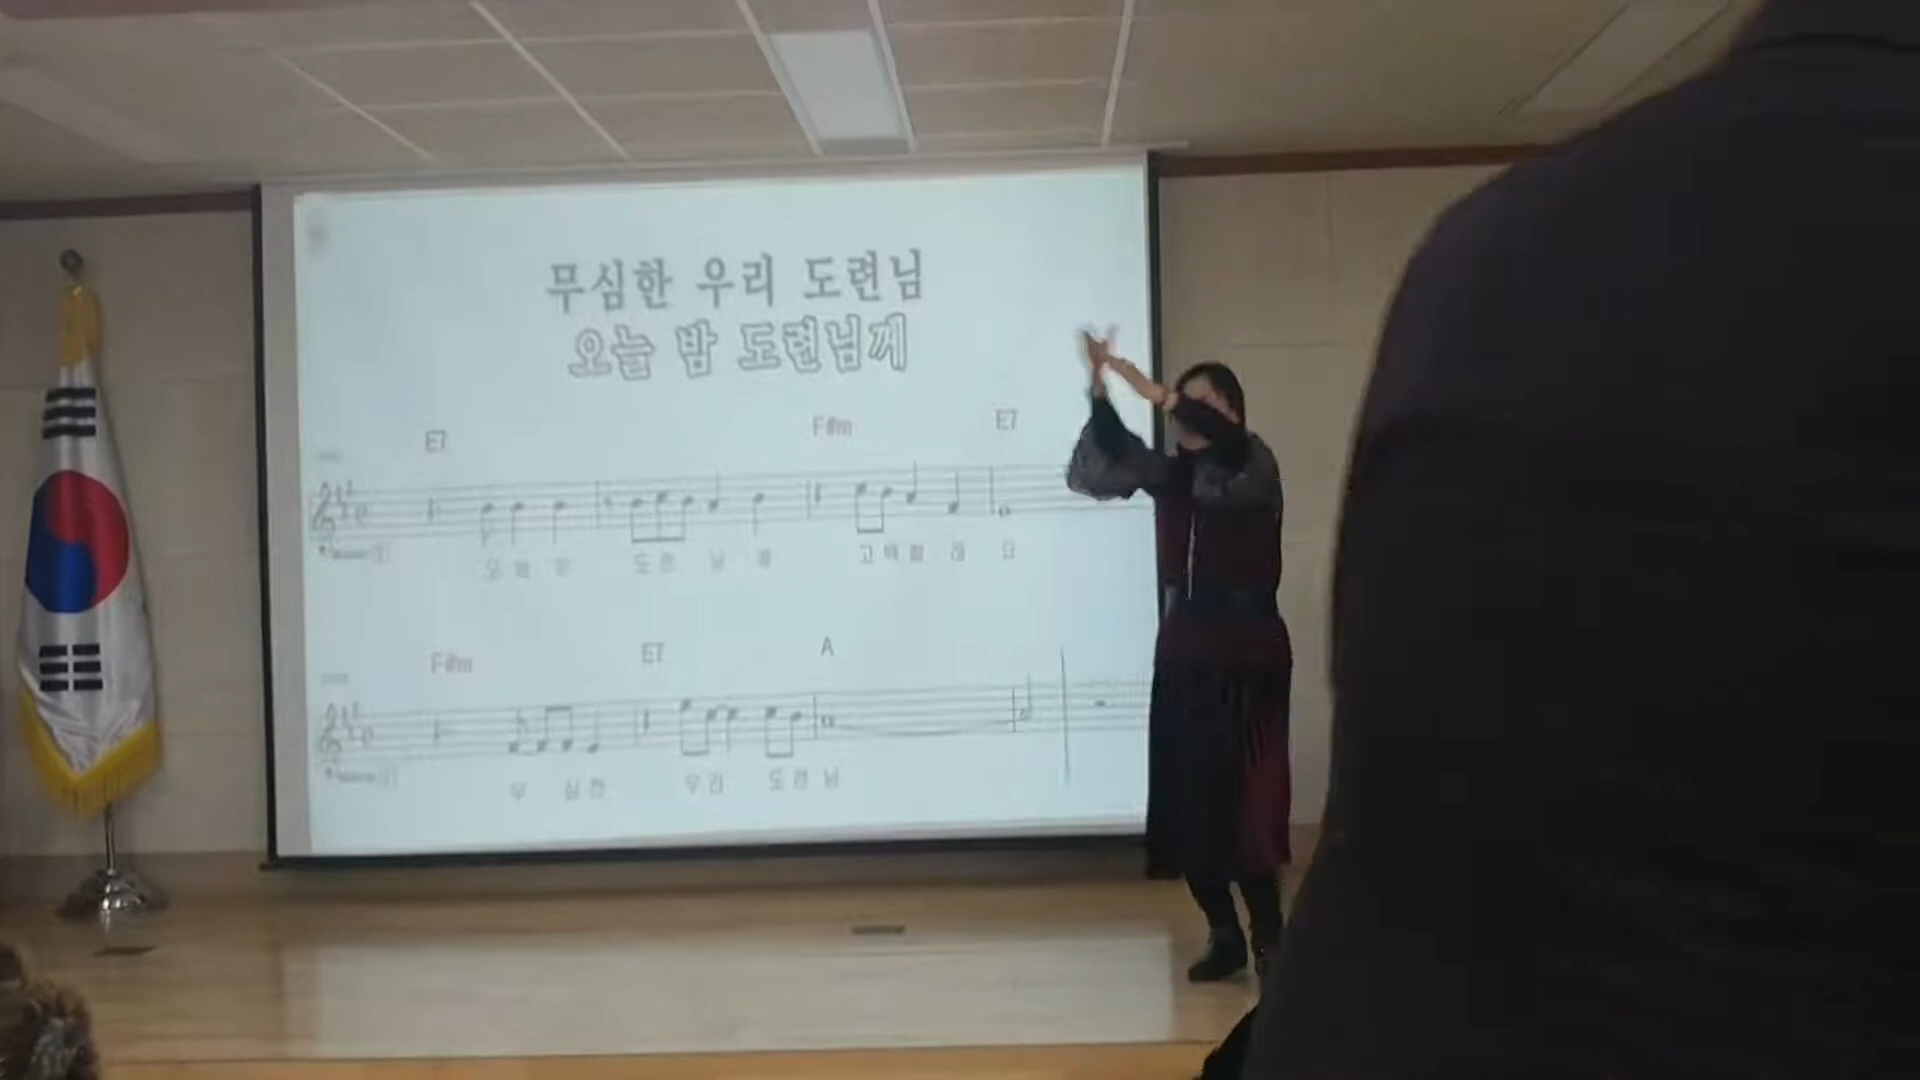 무심한 우리 도련님
오늘 밤 도련님께
E7 F#m E7
오늘밤 도련 님 께 고백할 래 요
F#m E7 A
무 심한 우리 도련 님